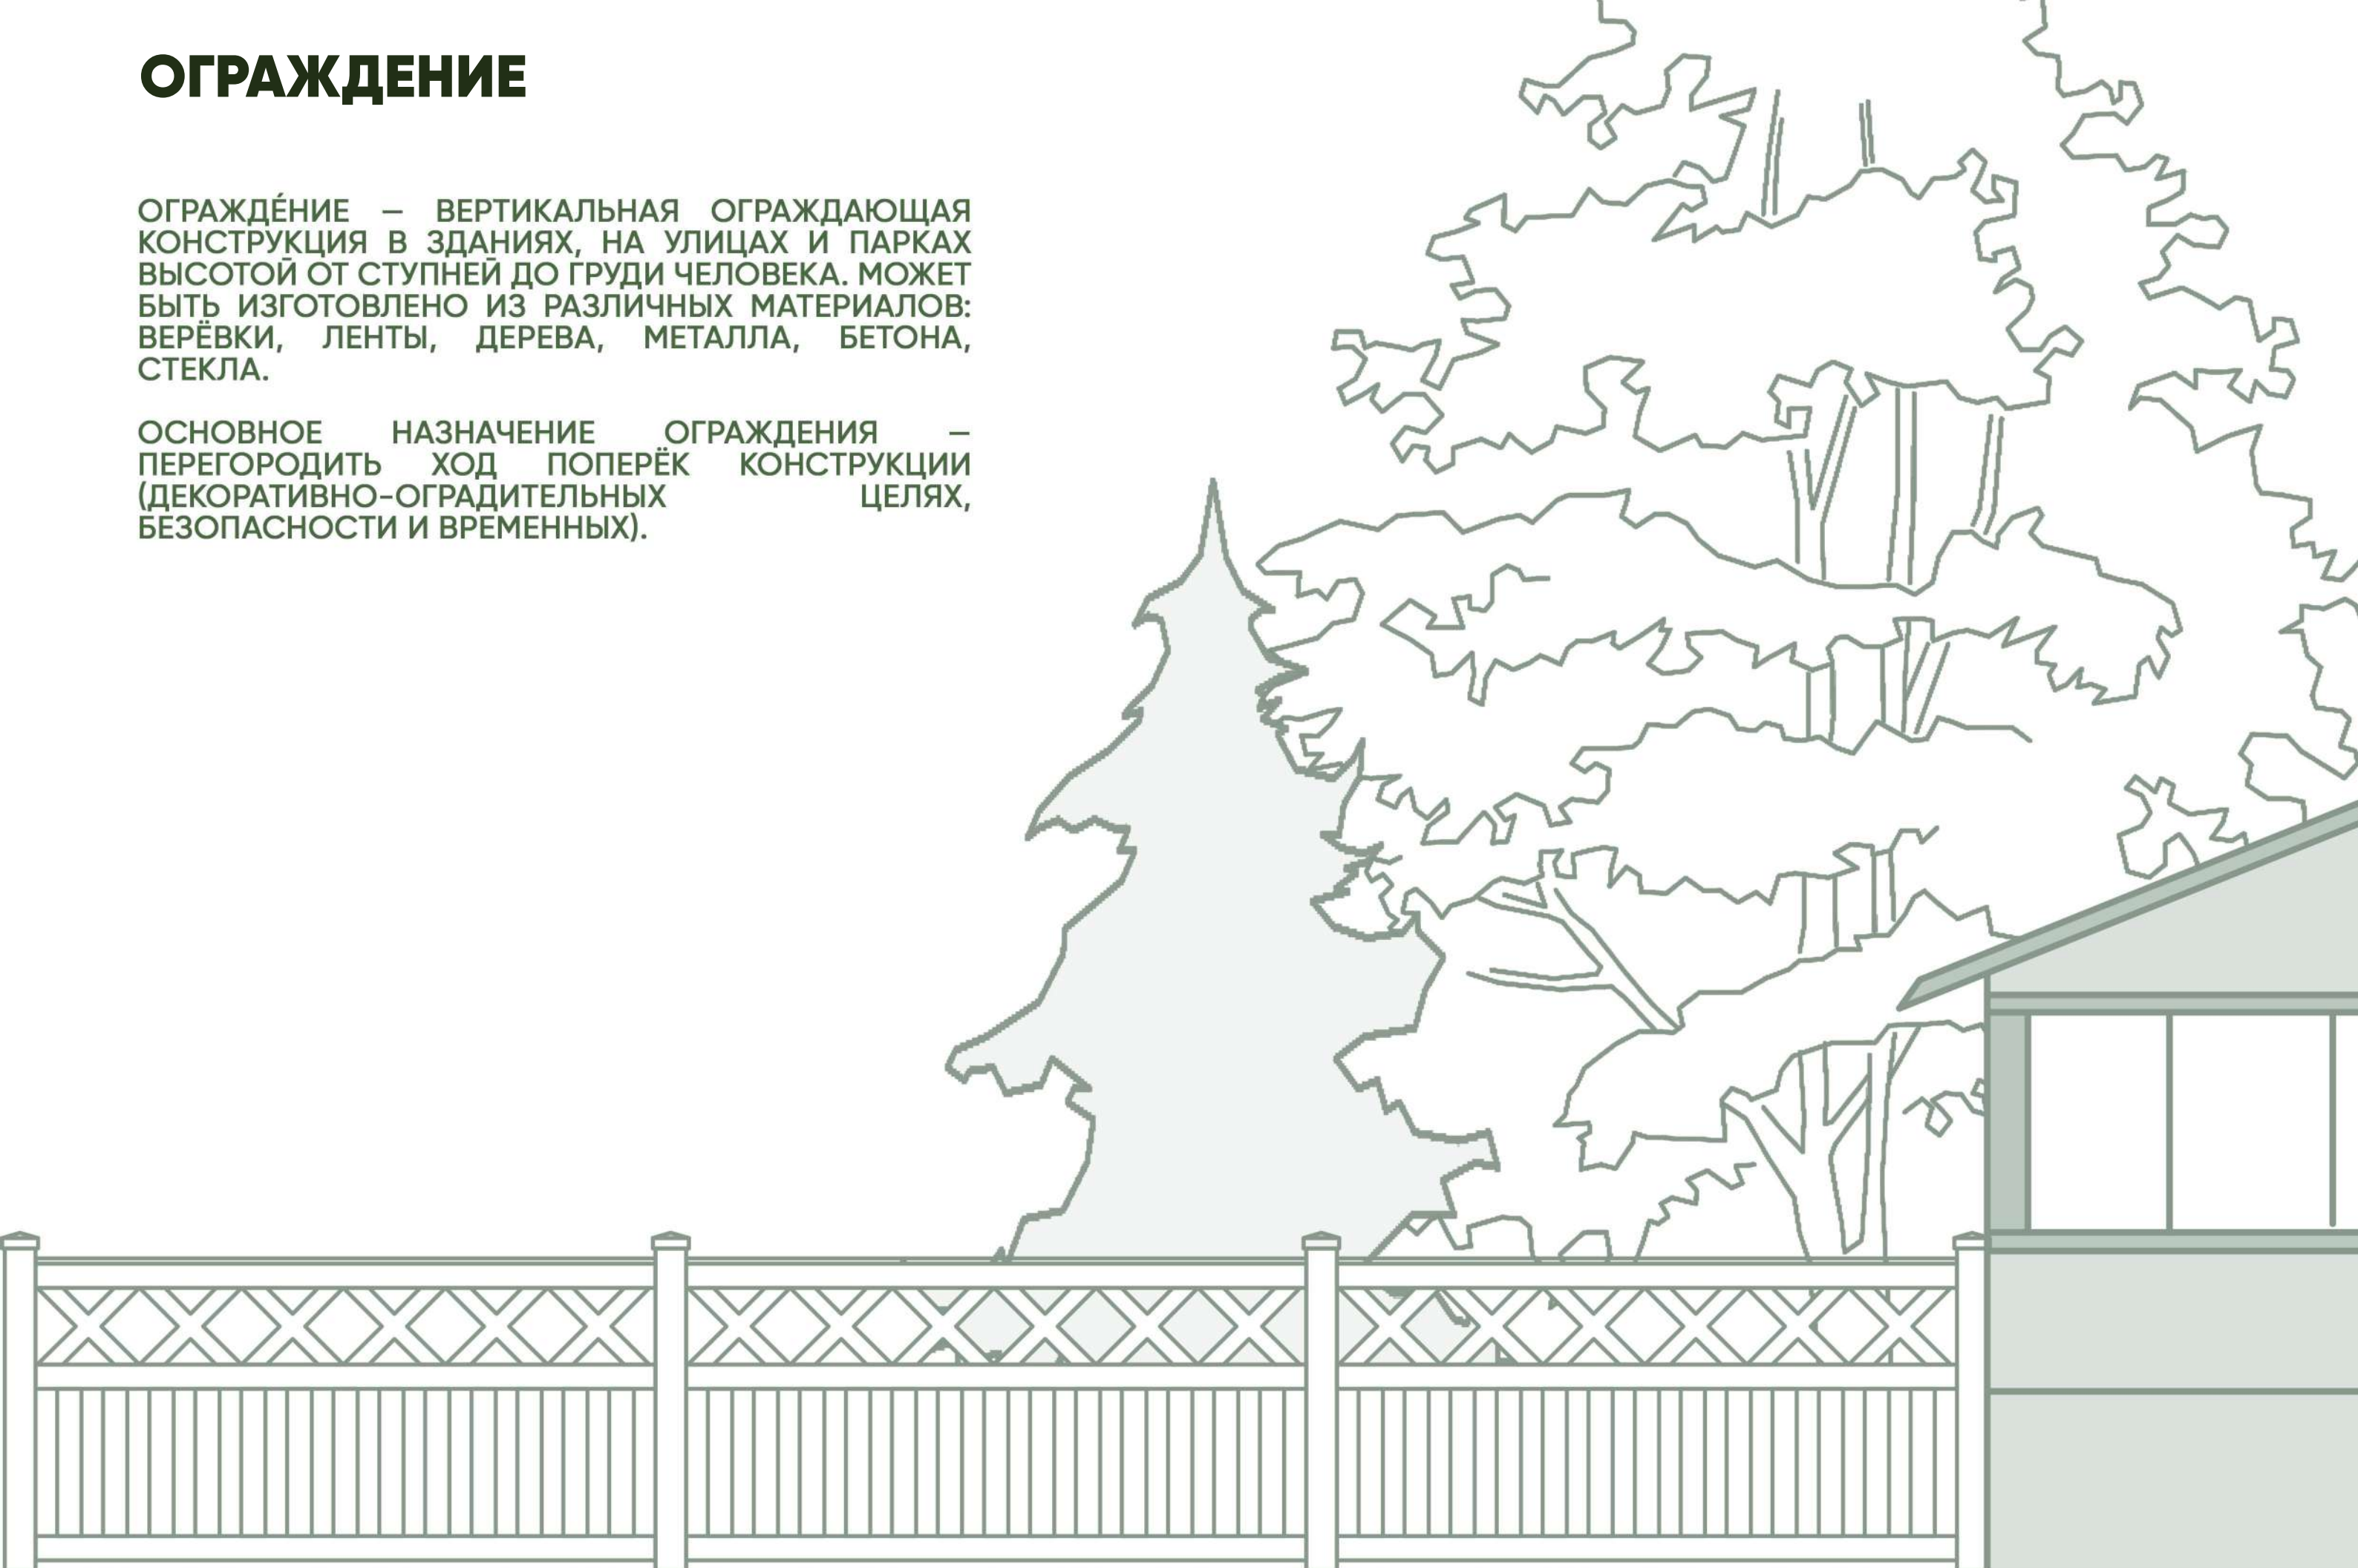 ОГРАЖДЕНИЕ
ОГРАЖДЕ́НИЕ – ВЕРТИКАЛЬНАЯ ОГРАЖДАЮЩАЯ
КОНСТРУКЦИЯ В ЗДАНИЯХ, НА УЛИЦАХ И ПАРКАХ
ВЫСОТОЙ ОТ СТУПНЕЙ ДО ГРУДИ ЧЕЛОВЕКА. МОЖЕТ
БЫТЬ ИЗГОТОВЛЕНО ИЗ РАЗЛИЧНЫХ МАТЕРИАЛОВ:
ВЕРЁВКИ, ЛЕНТЫ, ДЕРЕВА, МЕТАЛЛА, БЕТОНА,
СТЕКЛА.
ОСНОВНОЕ НАЗНАЧЕНИЕ ОГРАЖДЕНИЯ –
ПЕРЕГОРОДИТЬ ХОД ПОПЕРЁК КОНСТРУКЦИИ
(ДЕКОРАТИВНО-ОГРАДИТЕЛЬНЫХ ЦЕЛЯХ,
БЕЗОПАСНОСТИ И ВРЕМЕННЫХ).